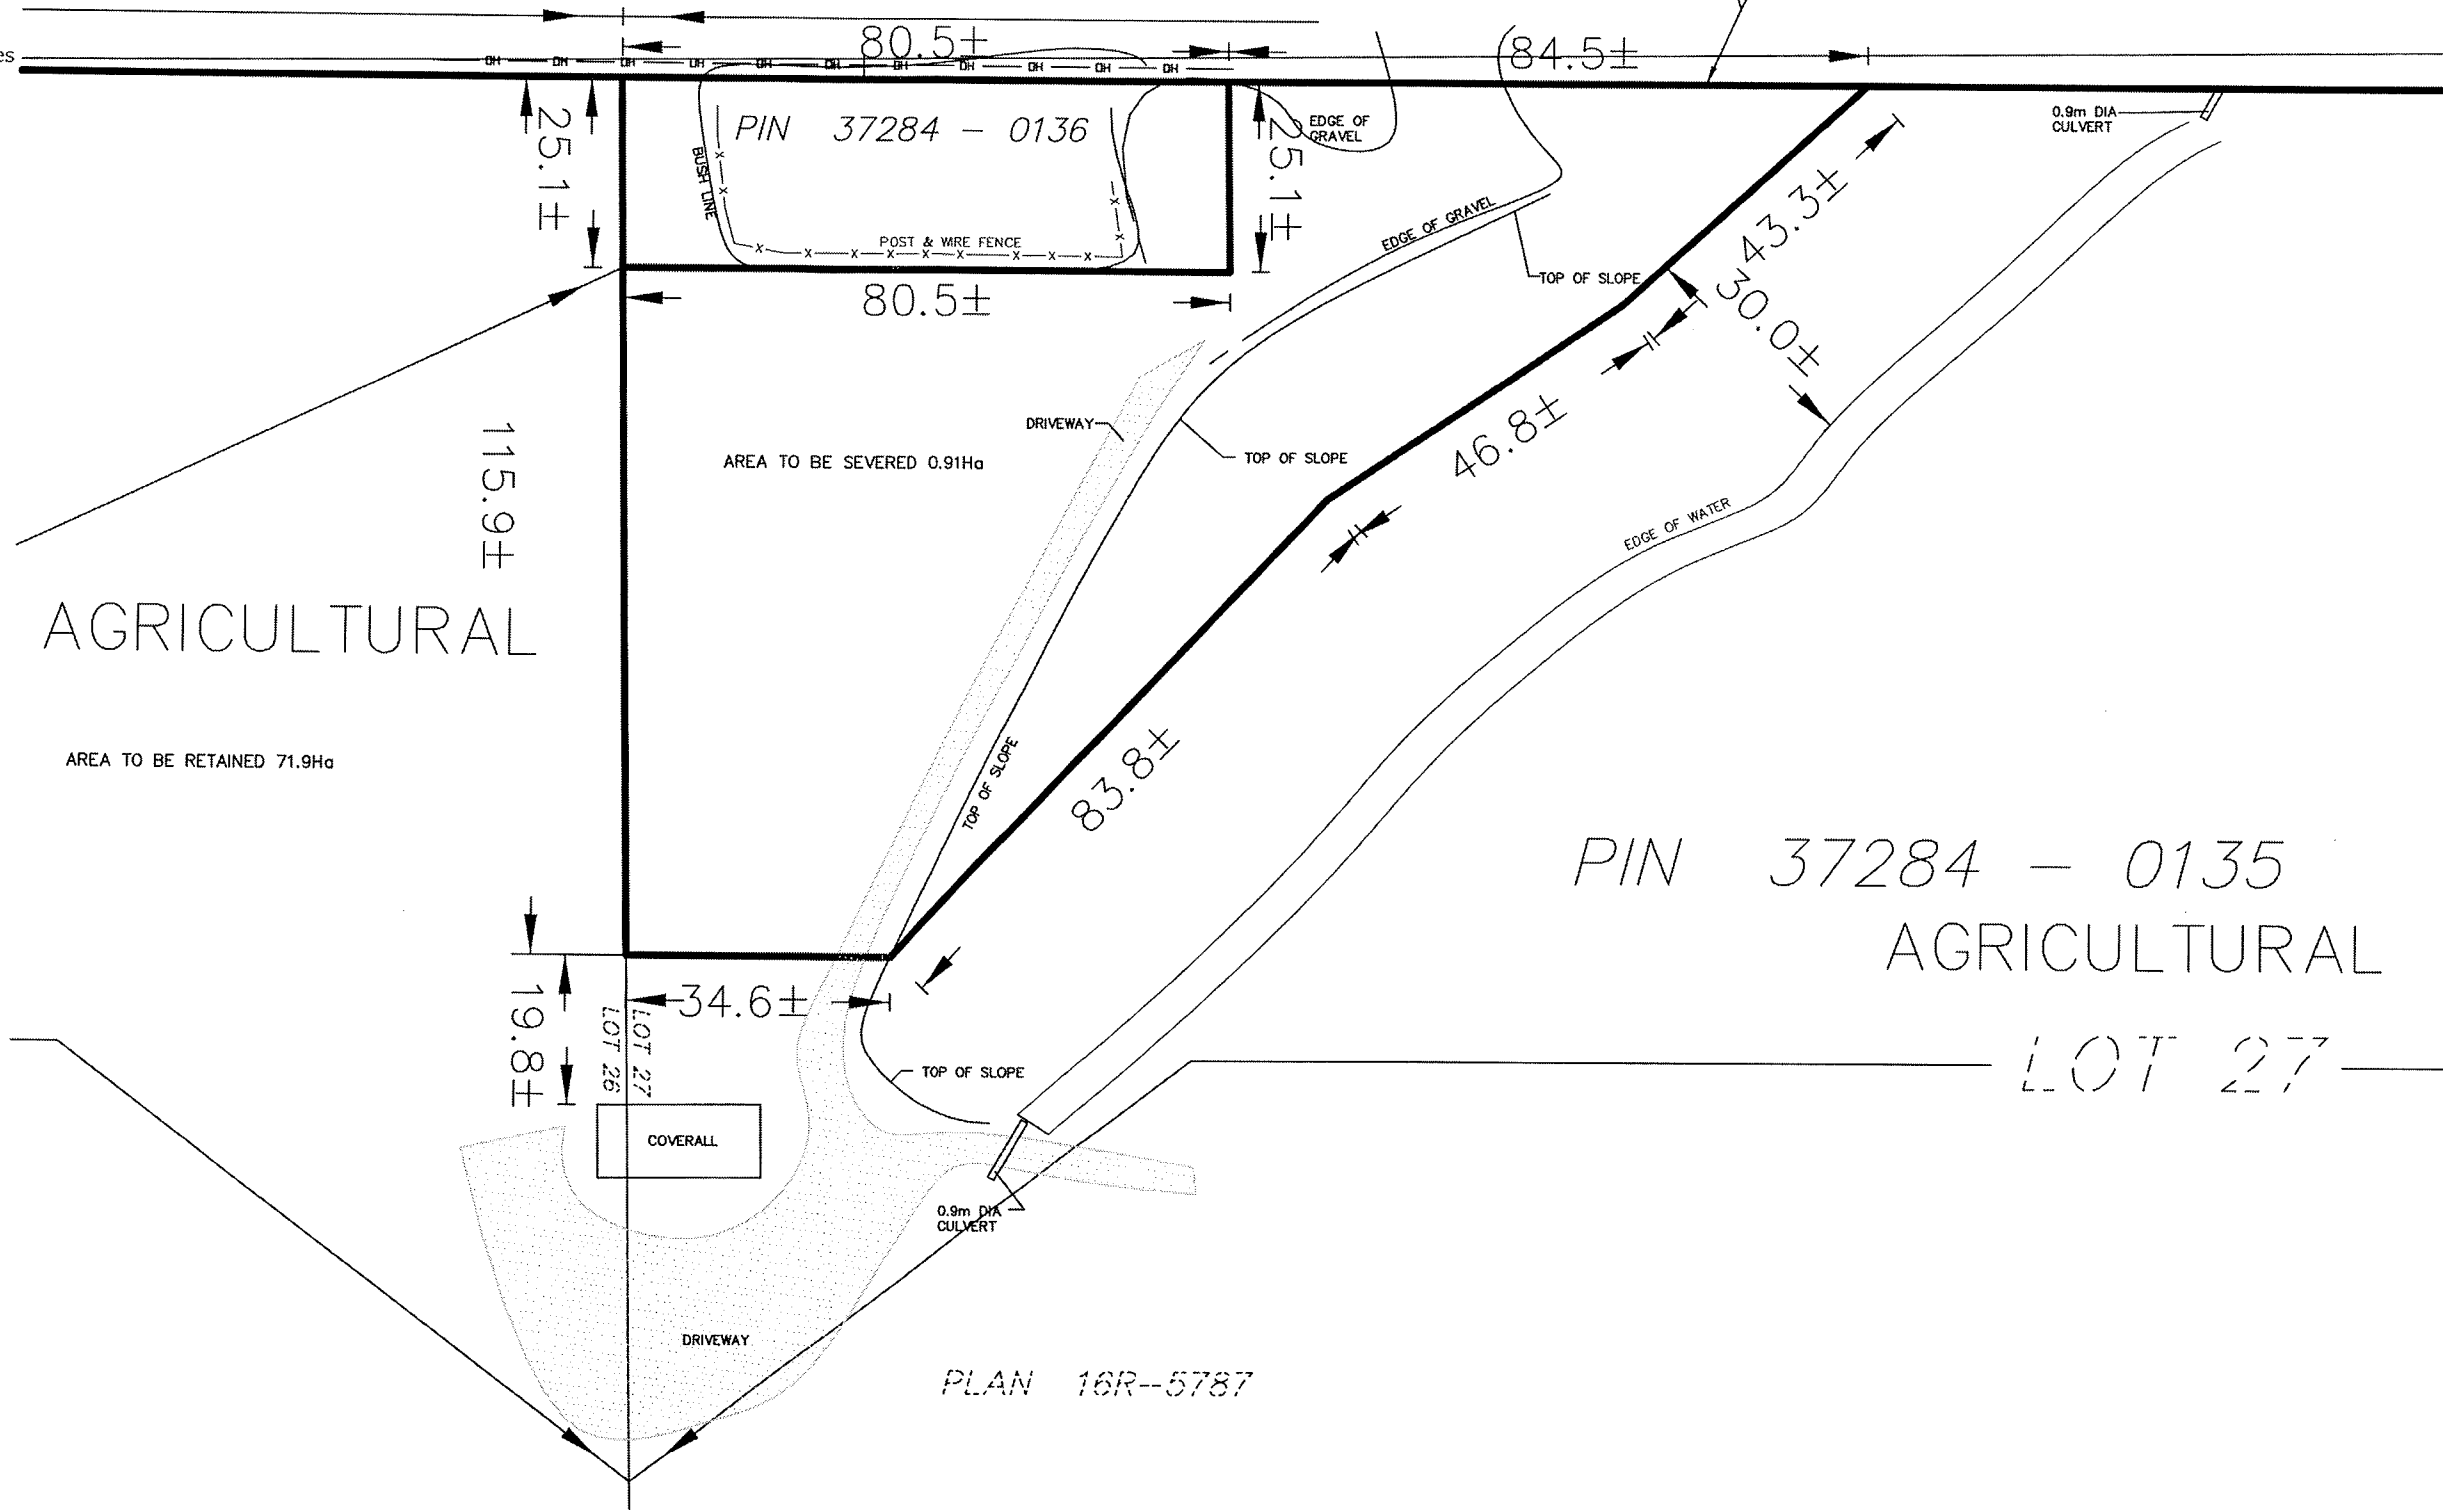 es
80.5±
84.5±
OH OH OH OH OH OH OH OH OH OH OH
25.1±
PIN 37284 - 0136
BUSH LINE
POST & WIRE FENCE
25.1±
EDGE OF
GRAVEL
0.9m DIA
CULVERT
EDGE OF GRAVEL
TOP OF SLOPE
43.3±
30.0±
80.5±
115.9±
DRIVEWAY
AREA TO BE SEVERED 0.91Ha
TOP OF SLOPE
46.8±
EDGE OF WATER
AGRICULTURAL
AREA TO BE RETAINED 71.9Ha
TOP OF SLOPE
83.8±
PIN 37284 - 0135
AGRICULTURAL
34.6±
19.8±
LOT 26
LOT 27
LOT 27
TOP OF SLOPE
COVERALL
0.9m DIA
CULVERT
DRIVEWAY
PLAN 16R--5787